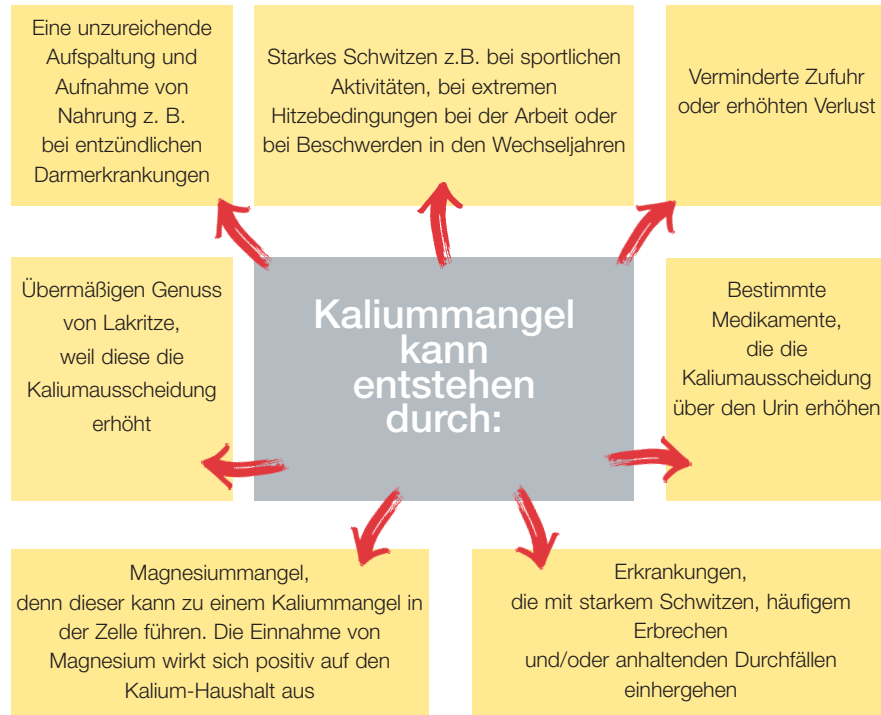 Eine unzureichende
Aufspaltung und
Aufnahme von
Nahrung z. B.
bei entzündlichen
Darmerkrankungen
Starkes Schwitzen z.B. bei sportlichen
Aktivitäten, bei extremen
Hitzebedingungen bei der Arbeit oder
bei Beschwerden in den Wechseljahren
Verminderte Zufuhr
oder erhöhten Verlust
Übermäßigen Genuss
von Lakritze,
weil diese die
Kaliumausscheidung
erhöht
Kaliummangel
kann
entstehen
durch:
Bestimmte
Medikamente,
die die
Kaliumausscheidung
über den Urin erhöhen
Magnesiummangel,
denn dieser kann zu einem Kaliummangel in
der Zelle führen. Die Einnahme von
Magnesium wirkt sich positiv auf den
Kalium-Haushalt aus
Erkrankungen,
die mit starkem Schwitzen, häufigem
Erbrechen
und/oder anhaltenden Durchfällen
einhergehen